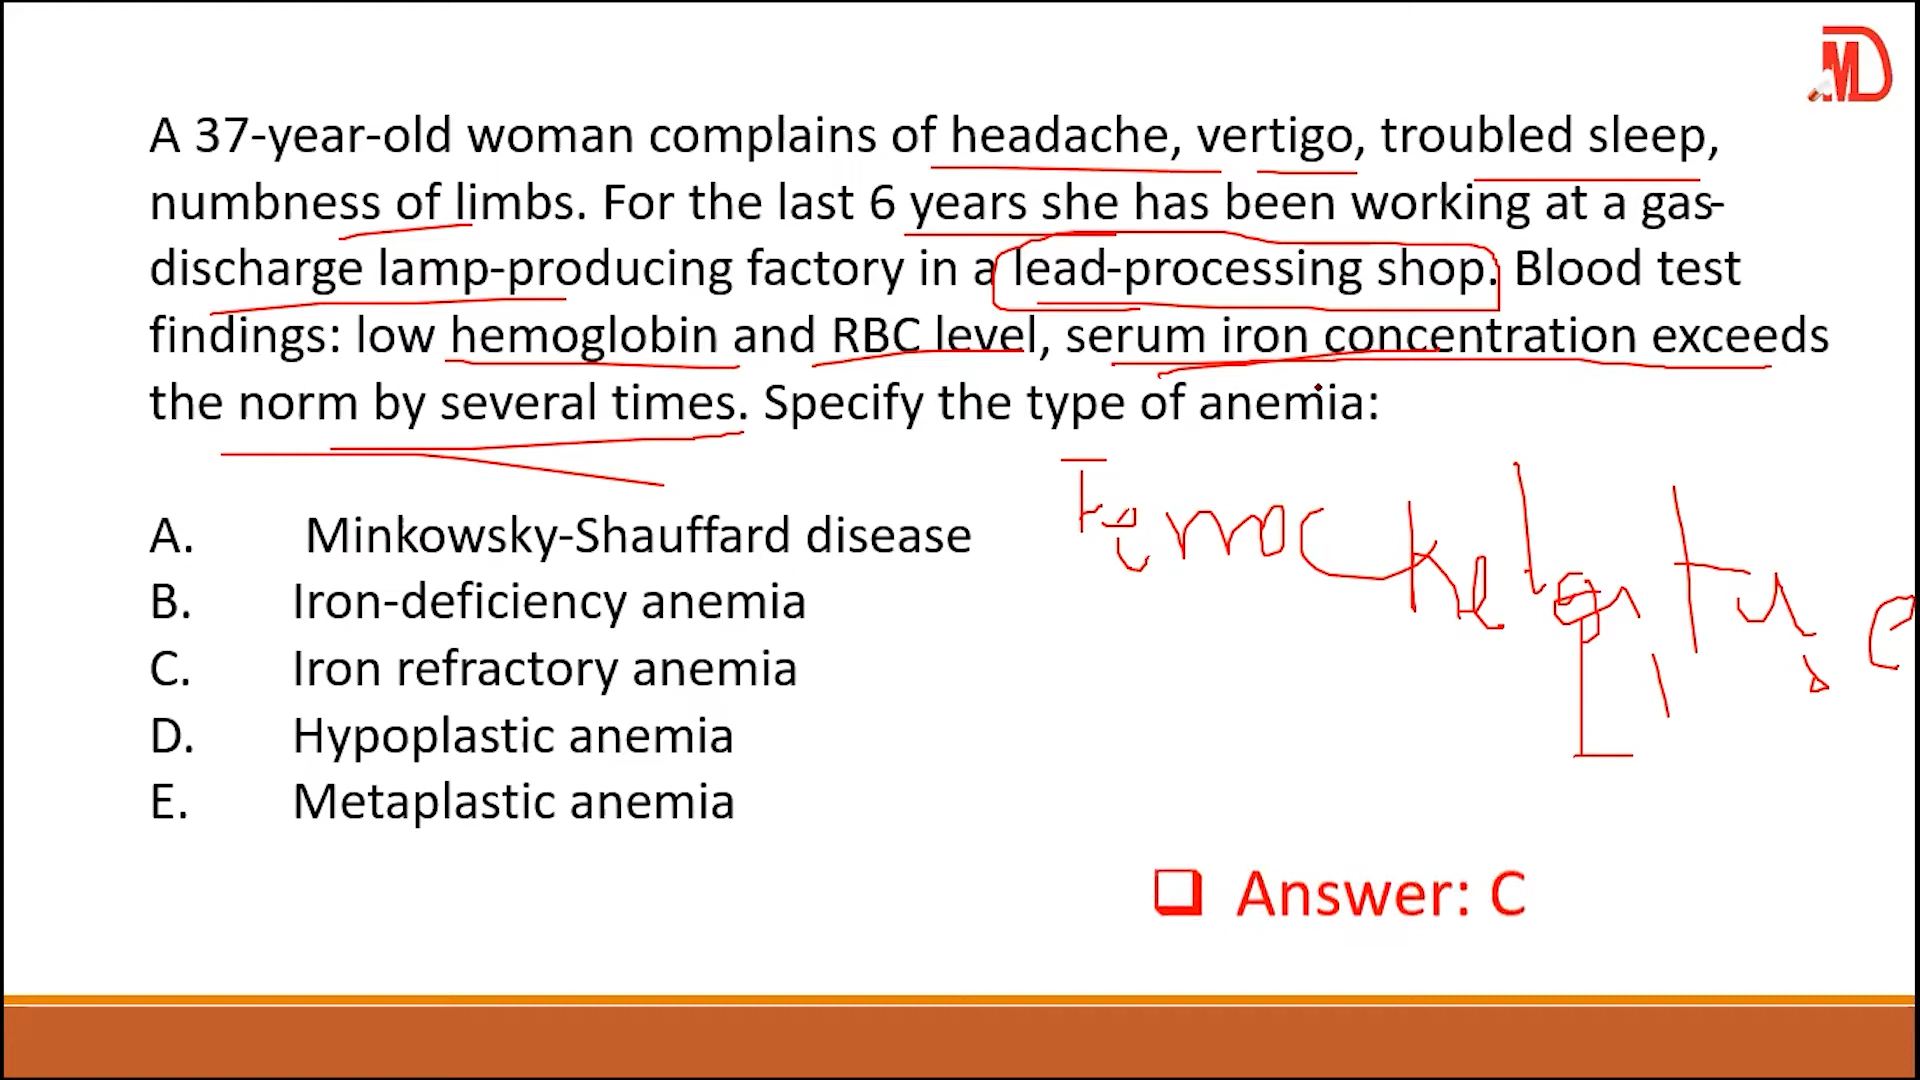 MD
A 37-year-old woman complains of headache, vertigo, troubled sleep,
numbness of limbs. For the last 6 years she has been working at a gas-
discharge lamp-producing factory in a lead-processing shop. Blood test
findings: low hemoglobin and RBC level, serum iron concentration exceeds
the norm by several times. Specify the type of anemia:
A. Minkowsky-Shauffard disease
B. Iron-deficiency anemia
C. Iron refractory anemia
D. Hypoplastic anemia
E. Metaplastic anemia
Answer: C